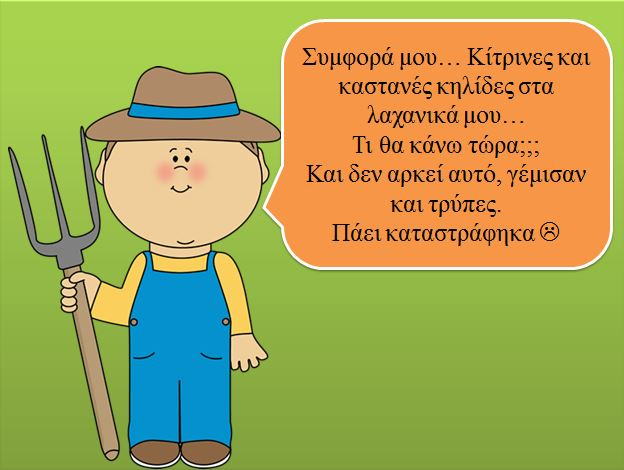 Συμφορά μου… Κίτρινες και
καστανές κηλίδες στα
λαχανικά μου…
Τι θα κάνω τώρα;;;
Και δεν αρκεί αυτό, γέμισαν
και τρύπες.
Πάει καταστράφηκα ☹